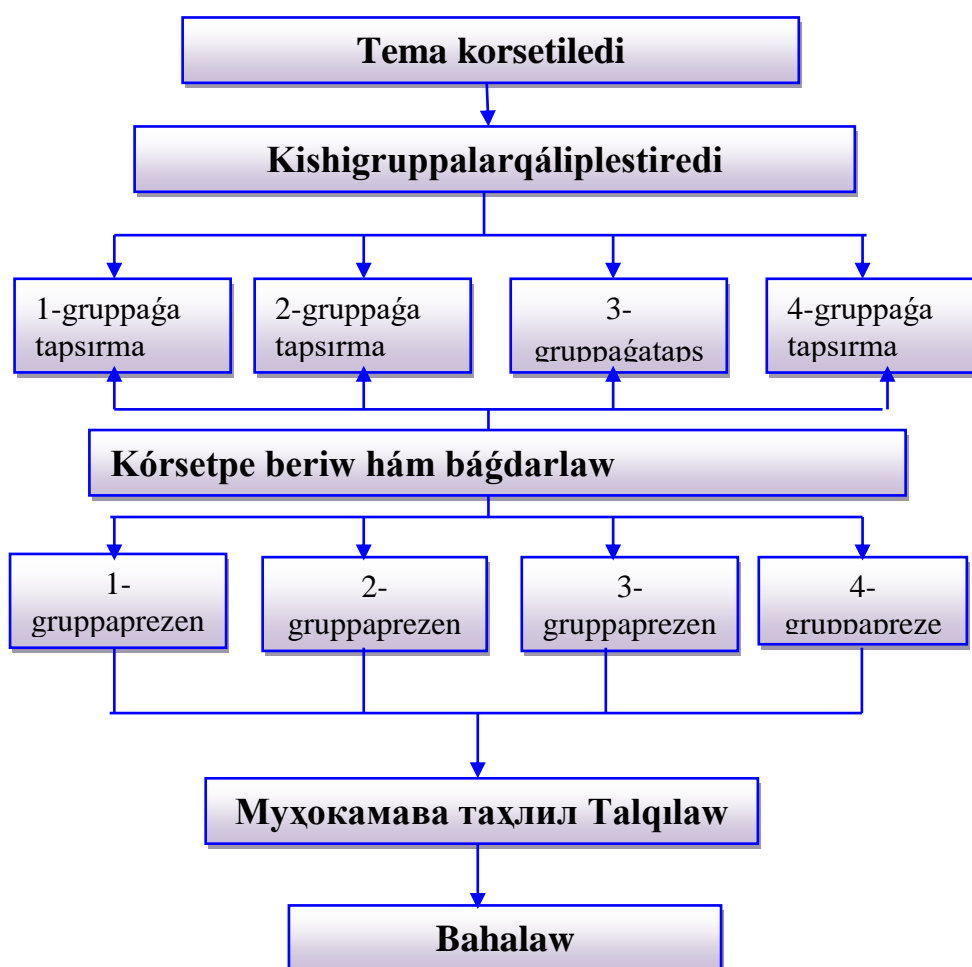 Tema korsetiledi
Kishigruppalarqáliplestiredi
1-gruppaǵa
tapsırma
2-gruppaǵa
tapsırma
3-
gruppaǵataps
4-gruppaǵa
tapsırma
Kórsetpe beriw hám báǵdarlaw
1-
gruppaprezen
2-
gruppaprezen
3-
gruppaprezen
4-
gruppapreze
Муҳокамава таҳлил Talqılaw
Bahalaw